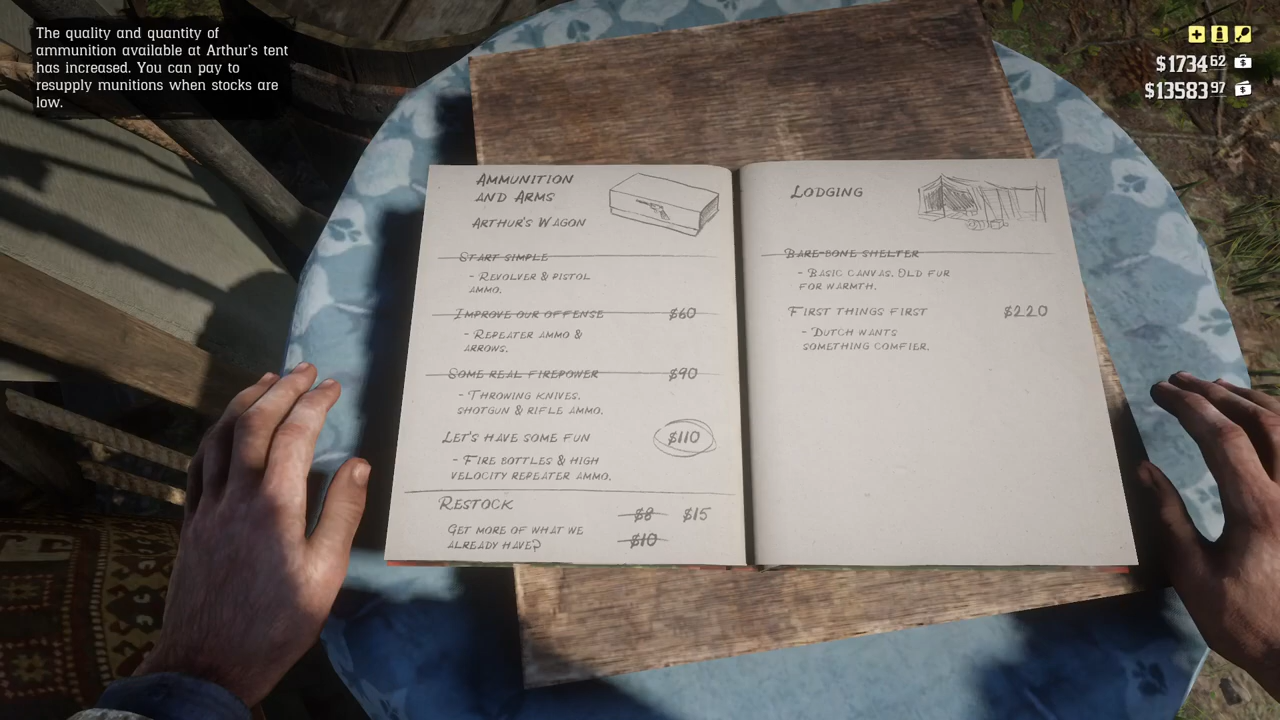 The quality and quantity of
ammunition available at Arthur's tent
has increased. You can pay to
resupply munitions when stocks are
low.
$1734 62
$13583 97
AMMUNITION
AND ARMS
ARTHUR'S WAGON
START SIMPLE
- REVOLVER & PISTOL
AMMO.
IMPROVE OUR OFFENSE $60
- REPEATER AMMO &
ARROWS.
SOME REAL FIREPOWER $90
- THROWING KNIVES.
SHOTGUN & RIFLE AMMO.
LET'S HAVE SOME FUN $110
- FIRE BOTTLES & HIGH
VELOCITY REPEATER AMMO.
RESTOCK $8 $15
GET MORE OF WHAT WE
ALREADY HAVE? $10
LODGING
BARE-BONE SHELTER
- BASIC CANVAS. OLD FUR
FOR WARMTH.
FIRST THINGS FIRST $220
- DUTCH WANTS
SOMETHING COMFIER.